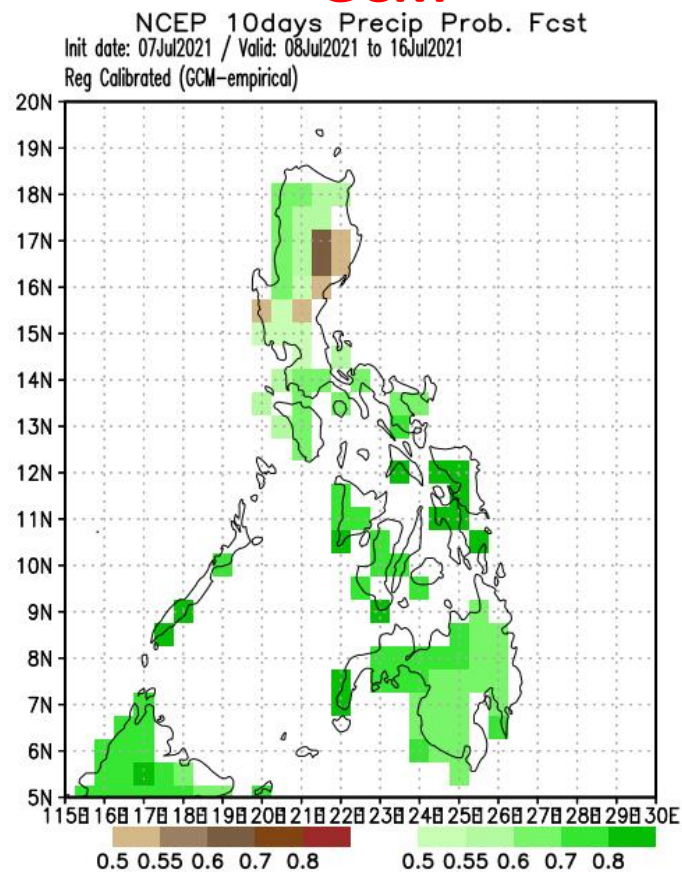 NCEP 10days Precip Prob. Fcst
Init date: 07Jul2021 / Valid: 08Jul2021 to 16Jul2021
Reg Calibrated (GCM-empirical)
20N
19N
18N
17N
16N
15N
14N
13N
12N
11N
10N
9N
8N
7N
6N
5N
115E 116E 117E 118E 119E 120E 121E 122E 123E 124E 125E 126E 127E 128E 129E 130E
0.5 0.55 0.6 0.7 0.8 0.5 0.55 0.6 0.7 0.8